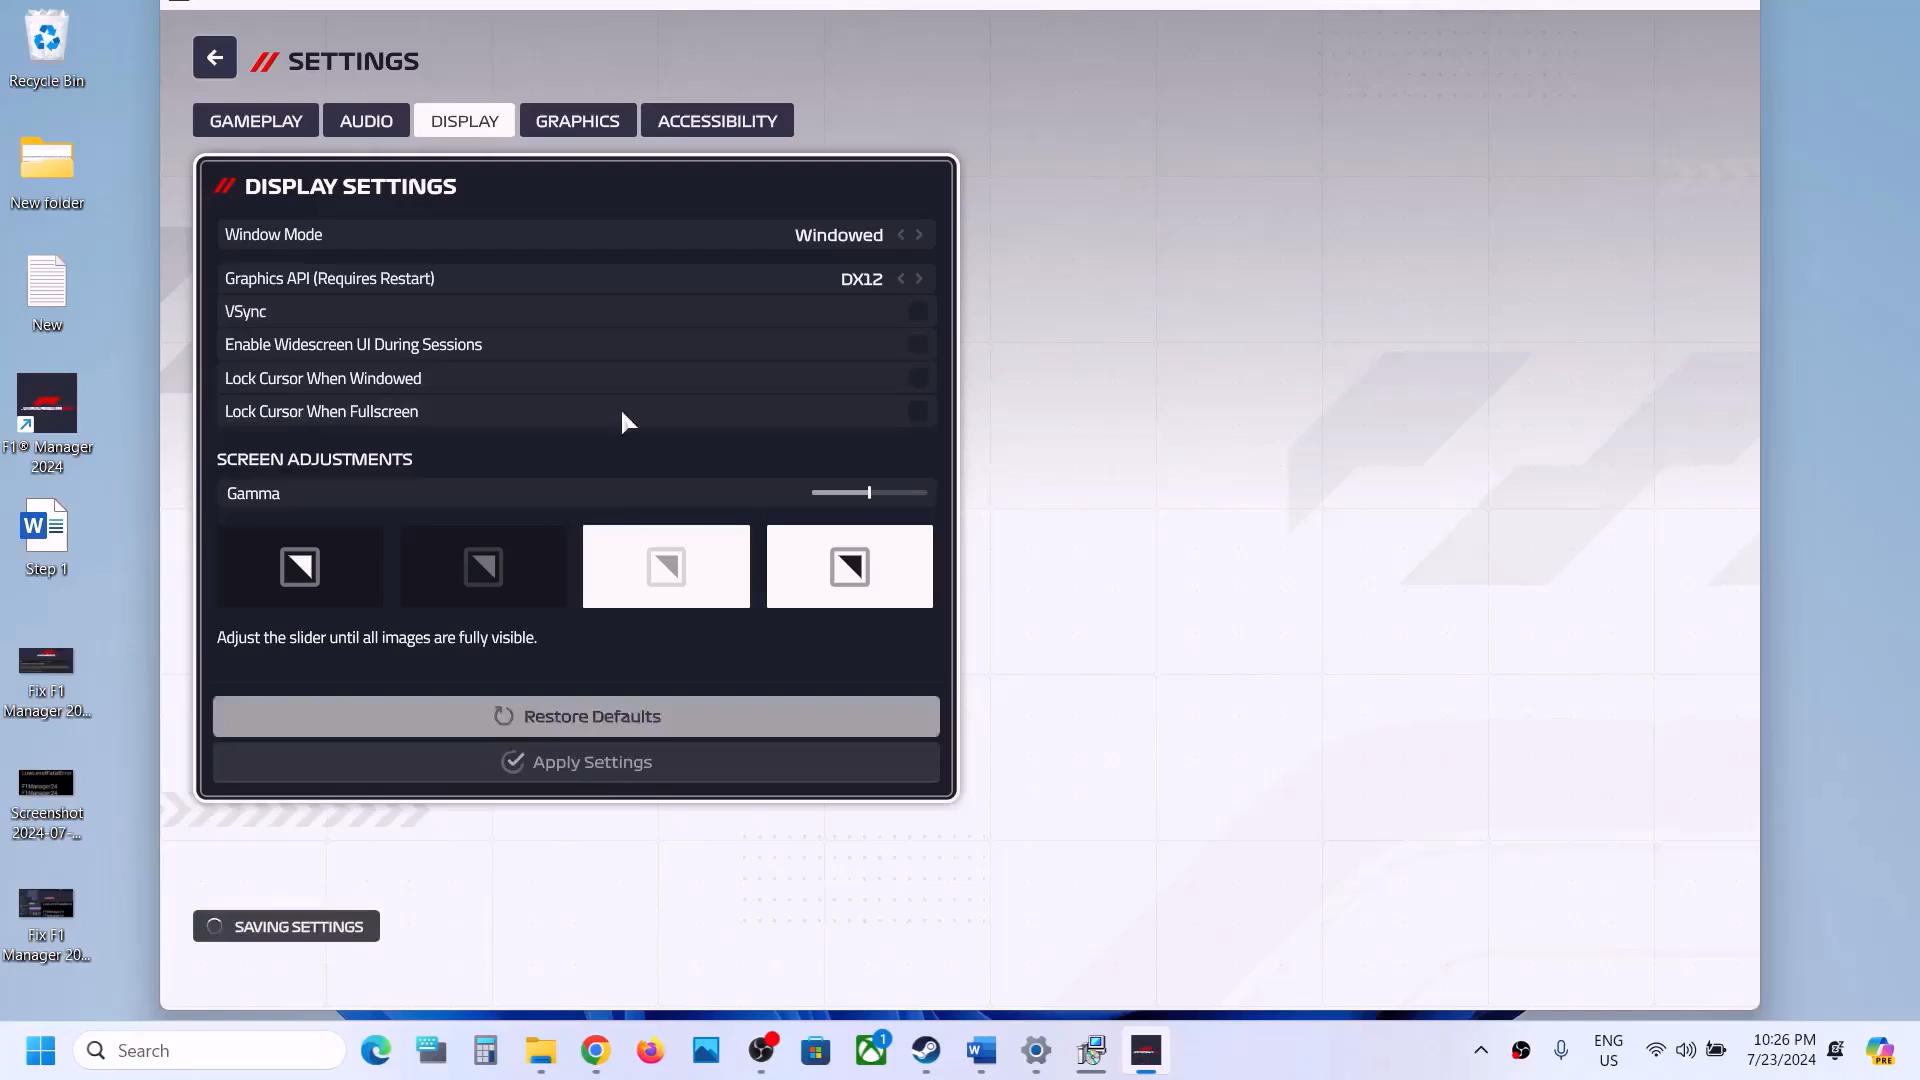 SETTINGS
GAMEPLAY
AUDIO
DISPLAY
GRAPHICS
ACCESSIBILITY
DISPLAY SETTINGS
Window Mode
Windowed
Graphics API (Requires Restart)
DX12
VSync
Enable Widescreen UI During Sessions
Lock Cursor When Windowed
Lock Cursor When Fullscreen
SCREEN ADJUSTMENTS
Gamma
Adjust the slider until all images are fully visible.
Restore Defaults
Apply Settings
SAVING SETTINGS
Recycle Bin
New folder
New
F1® Manager
2024
Step 1
Fix F1
Manager 20...
Screenshot
2024-07-...
Fix F1
Manager 20...
Search
1
ENG
US
10:26 PM
7/23/2024
PRE